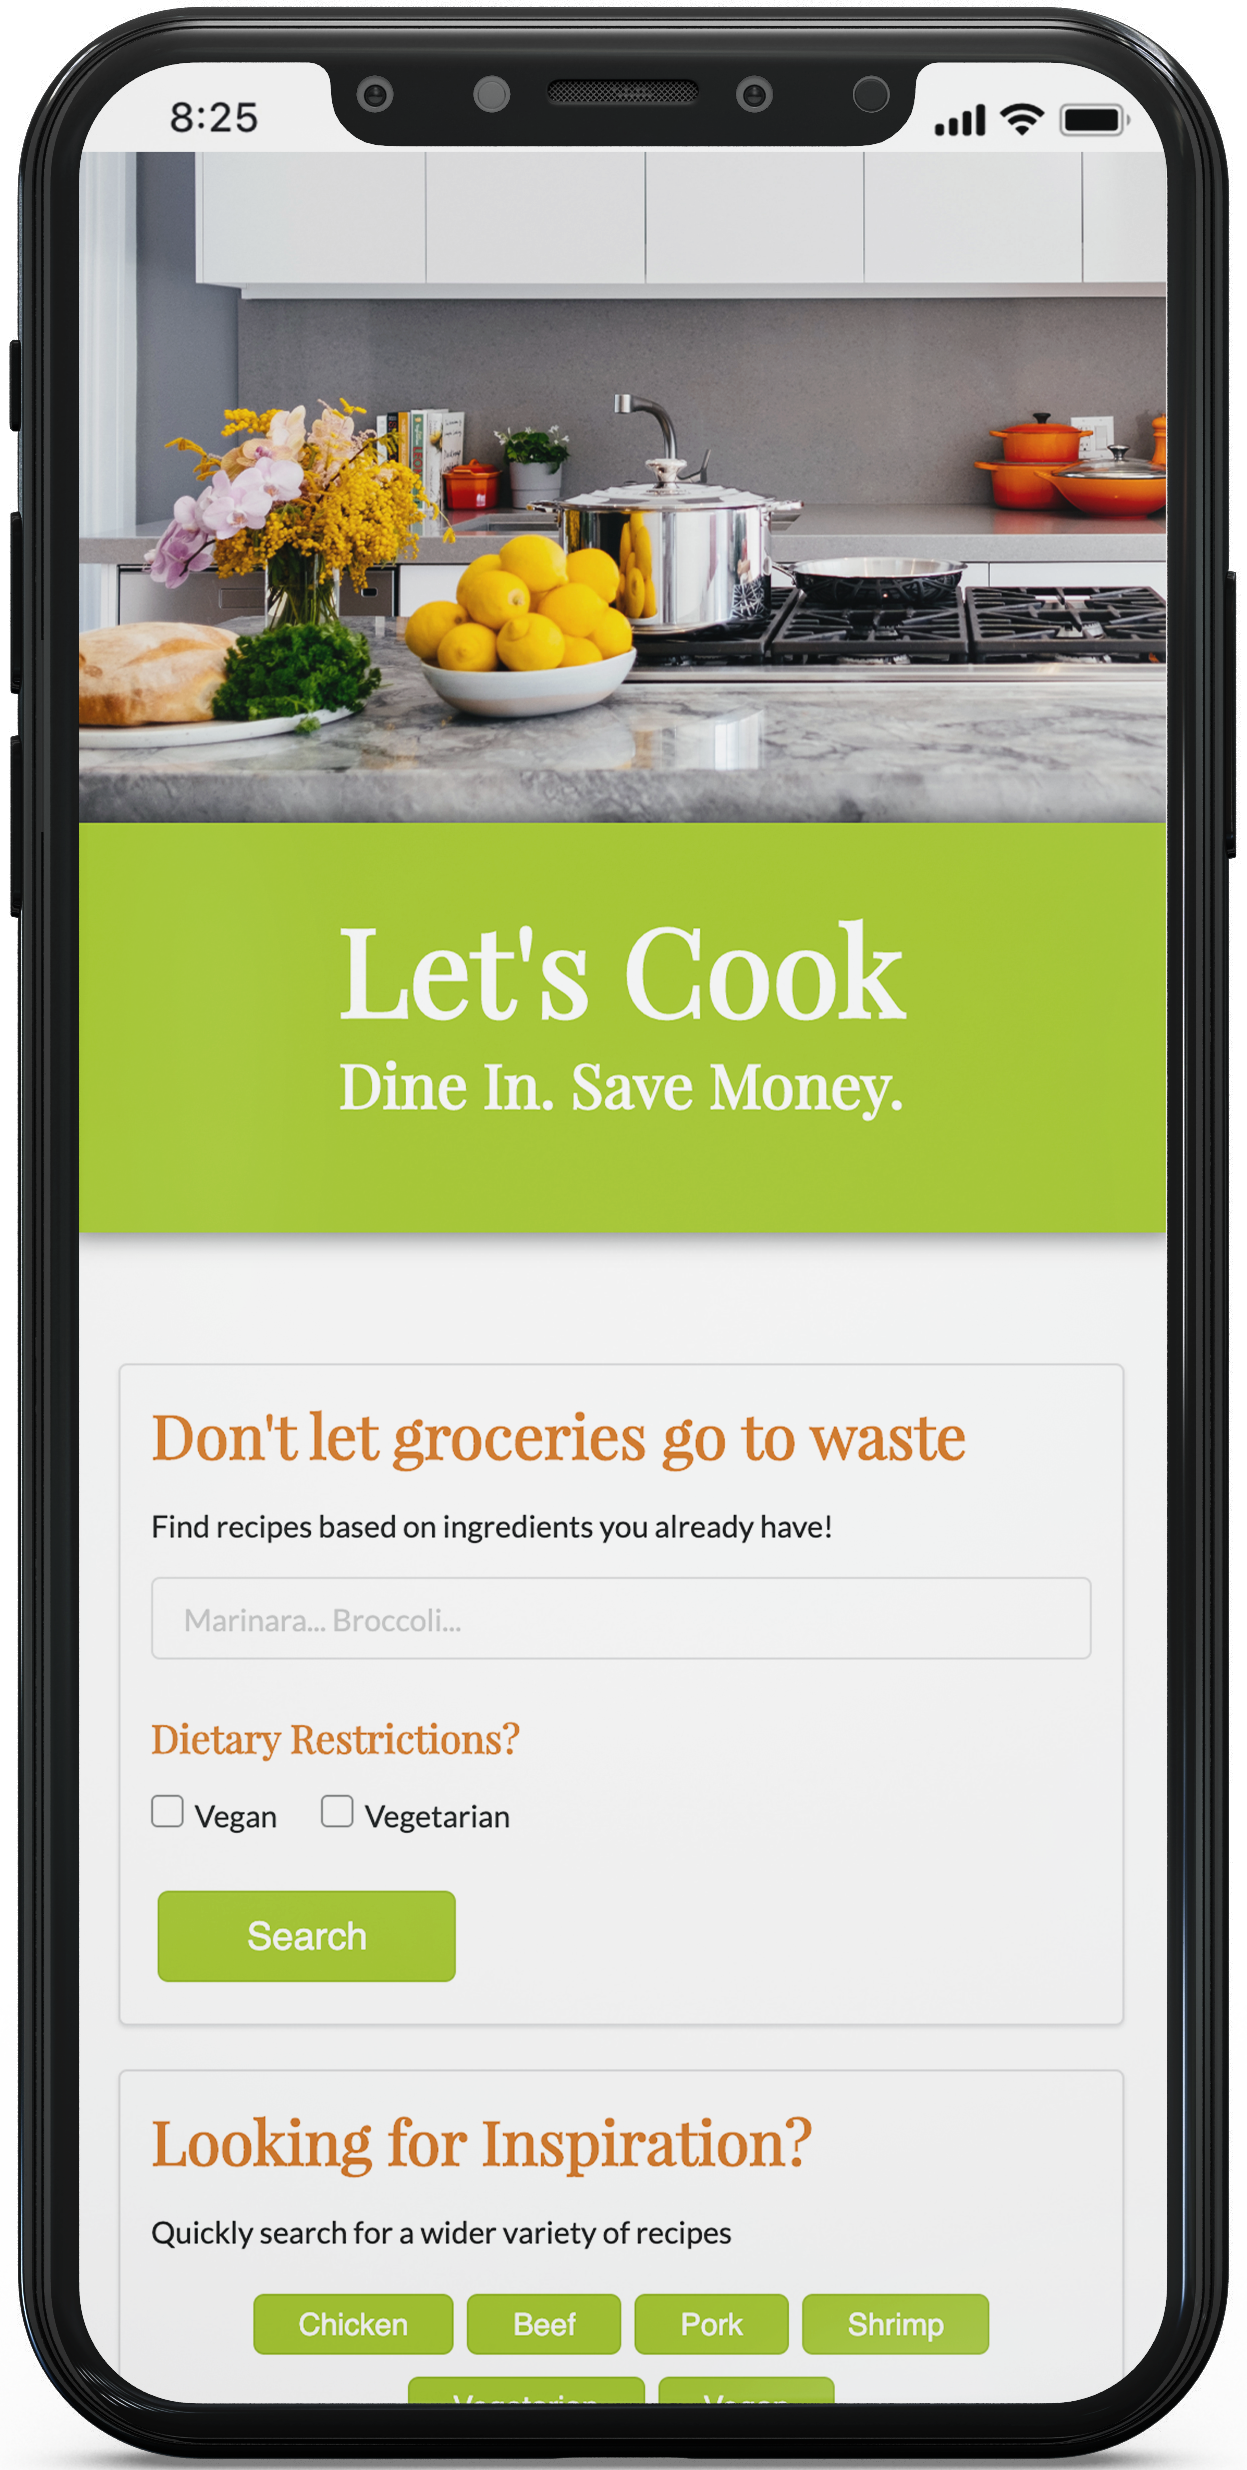 8:25
Let's Cook
Dine In. Save Money.
Don't let groceries go to waste
Find recipes based on ingredients you already have!
Marinara... Broccoli...
Dietary Restrictions?
Vegan Vegetarian
Search
Looking for Inspiration?
Quickly search for a wider variety of recipes
Chicken Beef Pork Shrimp
Vegetarian Vegan